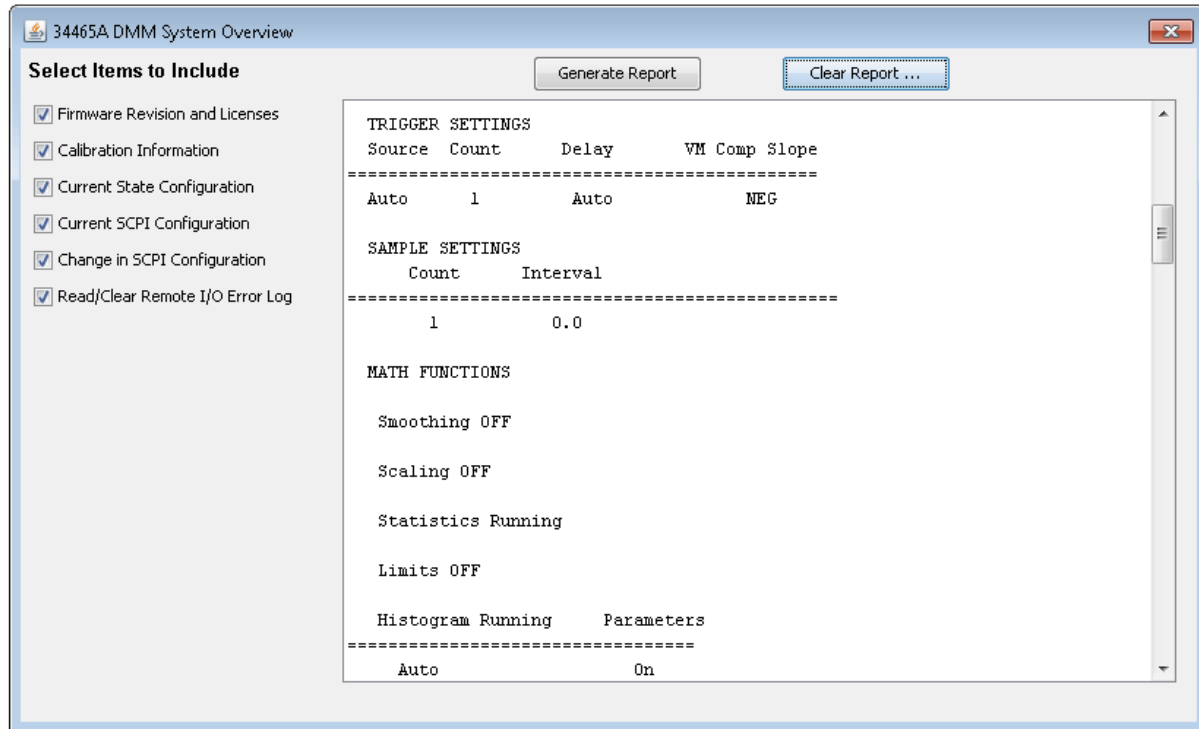 34465A DMM System Overview
Select Items to Include
Generate Report
Clear Report ...
Firmware Revision and Licenses
Calibration Information
Current State Configuration
Current SCPI Configuration
Change in SCPI Configuration
Read/Clear Remote I/O Error Log
TRIGGER SETTINGS
Source Count Delay VM Comp Slope
==============================================
Auto 1 Auto NEG
SAMPLE SETTINGS
Count Interval
================================================
1 0.0
MATH FUNCTIONS
Smoothing OFF
Scaling OFF
Statistics Running
Limits OFF
Histogram Running Parameters
==================================
Auto On